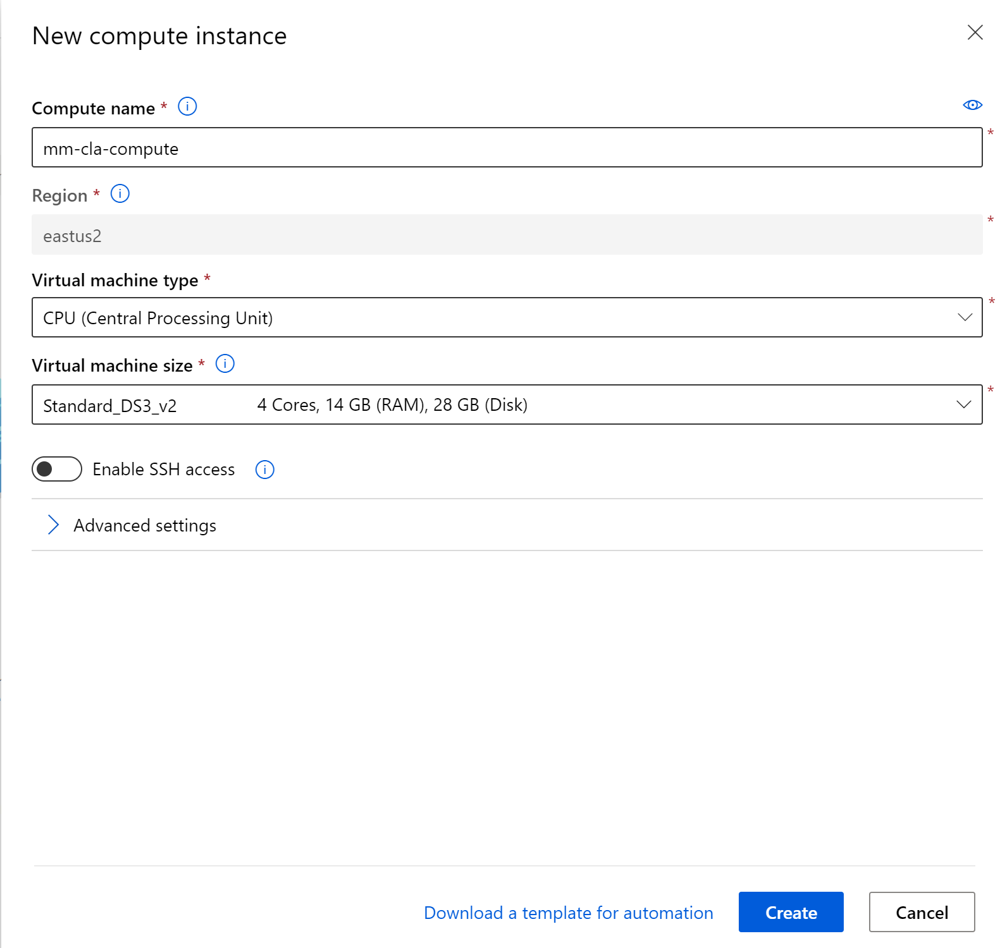 New compute instance
Compute name *
mm-cla-compute *
Region *
eastus2 *
Virtual machine type *
CPU (Central Processing Unit) *
Virtual machine size *
Standard_DS3_v2 4 Cores, 14 GB (RAM), 28 GB (Disk) *
Enable SSH access
Advanced settings
Download a template for automation Create Cancel